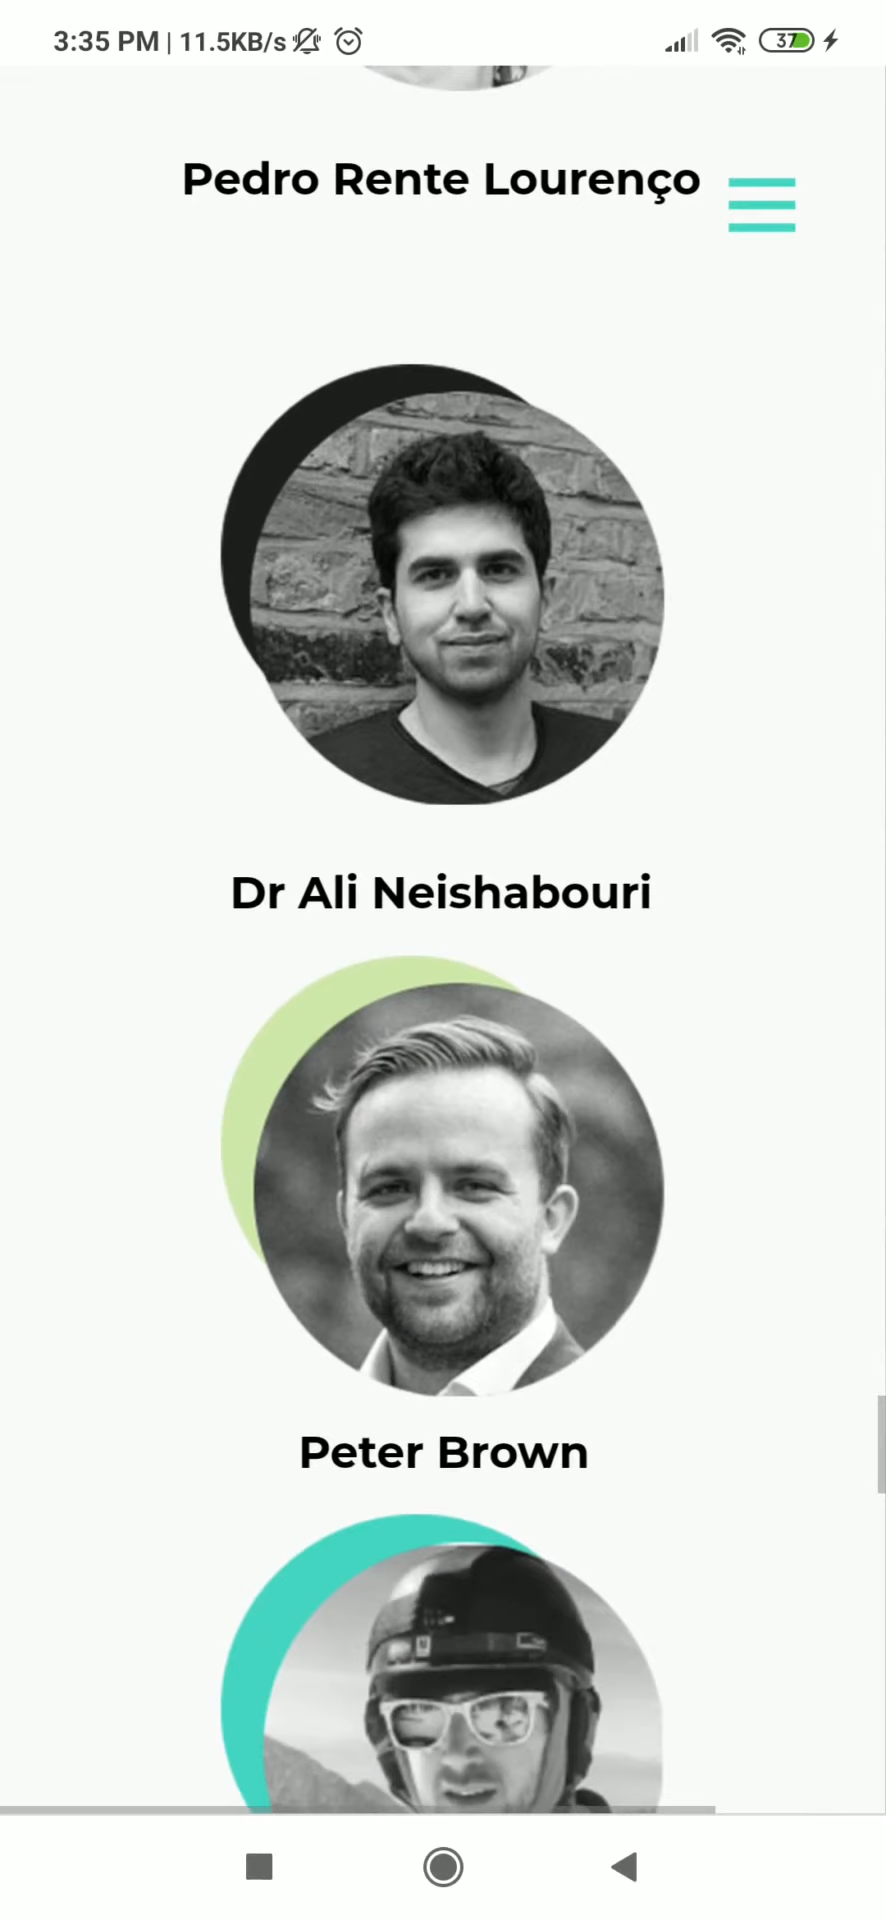 3:35 PM | 11.5KB/s
37
Pedro Rente Lourenço
Dr Ali Neishabouri
Peter Brown